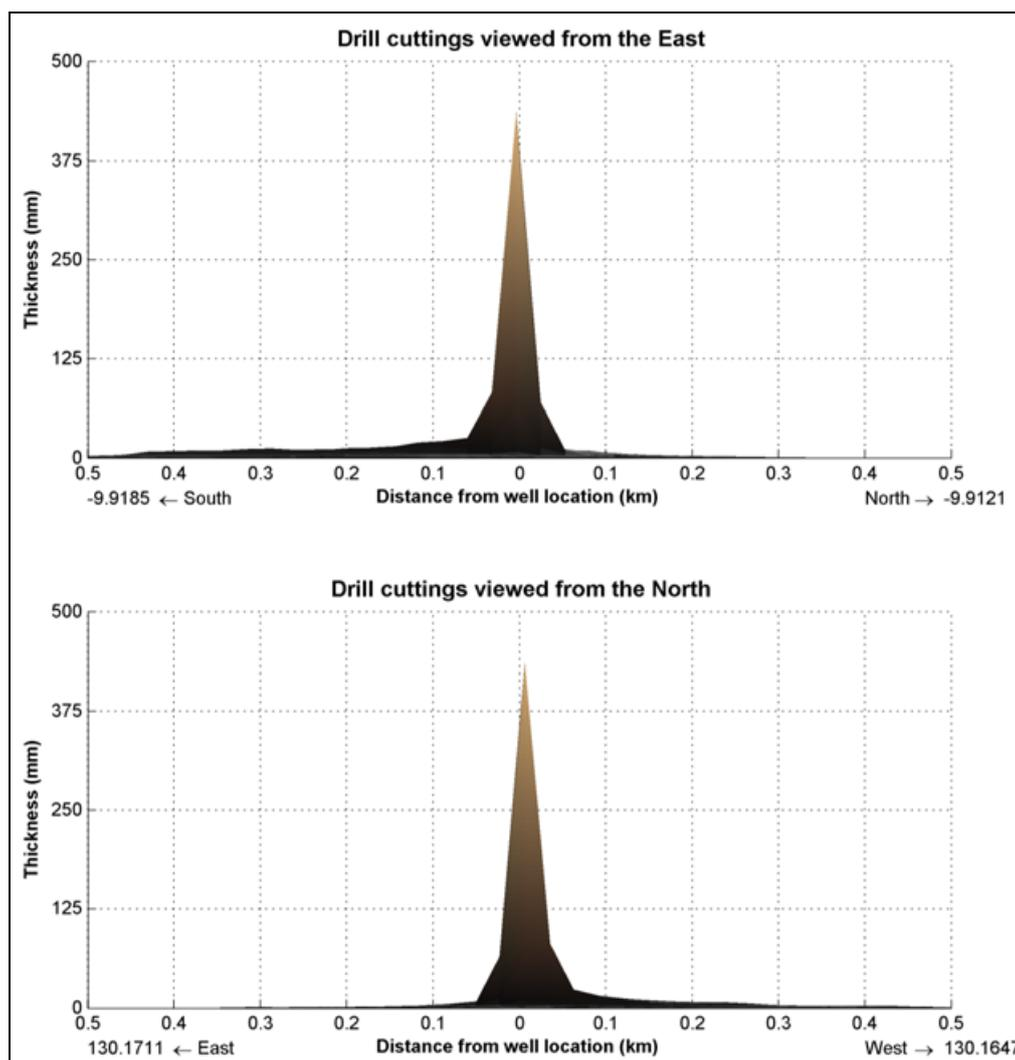 Drill cuttings viewed from the East
500
375
250
125
0
Thickness (mm)
0.5 0.4 0.3 0.2 0.1 0 0.1 0.2 0.3 0.4 0.5
-9.9185 ← South Distance from well location (km) North → -9.9121
Drill cuttings viewed from the North
500
375
250
125
0
Thickness (mm)
0.5 0.4 0.3 0.2 0.1 0 0.1 0.2 0.3 0.4 0.5
130.1711 ← East Distance from well location (km) West → 130.1647